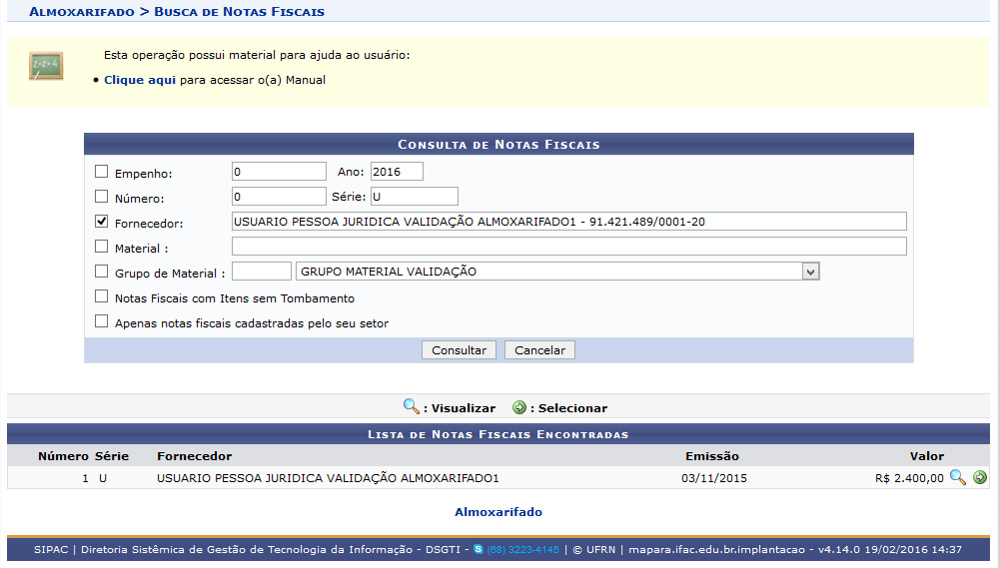 Almoxarifado > Busca de Notas Fiscais
Esta operação possui material para ajuda ao usuário:
• Clique aqui para acessar o(a) Manual
Consulta de Notas Fiscais
Empenho: 0 Ano: 2016
Número: 0 Série: U
Fornecedor: USUARIO PESSOA JURIDICA VALIDAÇÃO ALMOXARIFADO1 - 91.421.489/0001-20
Material :
Grupo de Material : GRUPO MATERIAL VALIDAÇÃO
Notas Fiscais com Itens sem Tombamento
Apenas notas fiscais cadastradas pelo seu setor
Consultar Cancelar
: Visualizar : Selecionar
Lista de Notas Fiscais Encontradas
Número Série Fornecedor Emissão Valor
1 U USUARIO PESSOA JURIDICA VALIDAÇÃO ALMOXARIFADO1 03/11/2015 R$ 2.400,00
Almoxarifado
SIPAC | Diretoria Sistêmica de Gestão de Tecnologia da Informação - DSGTI - (68) 3223-4145 | © UFRN | mapara.ifac.edu.br.implantacao - v4.14.0 19/02/2016 14:37